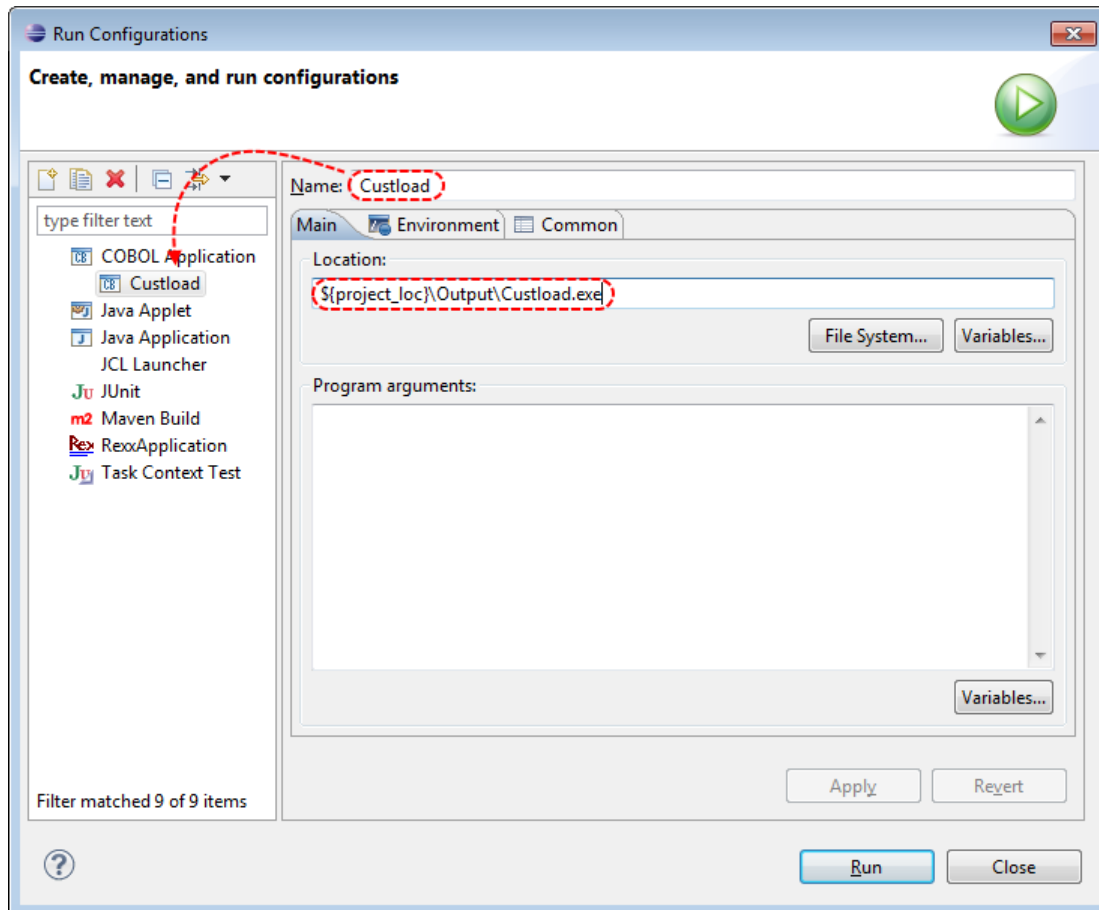 Run Configurations
Create, manage, and run configurations
Name: Custload
type filter text
Main Environment Common
COBOL Application
Custload
Java Applet
Java Application
JCL Launcher
JUnit
Maven Build
RexxApplication
Task Context Test
Location:
${project_loc}\Output\Custload.exe
File System... Variables...
Program arguments:
Variables...
Apply Revert
Filter matched 9 of 9 items
Run Close